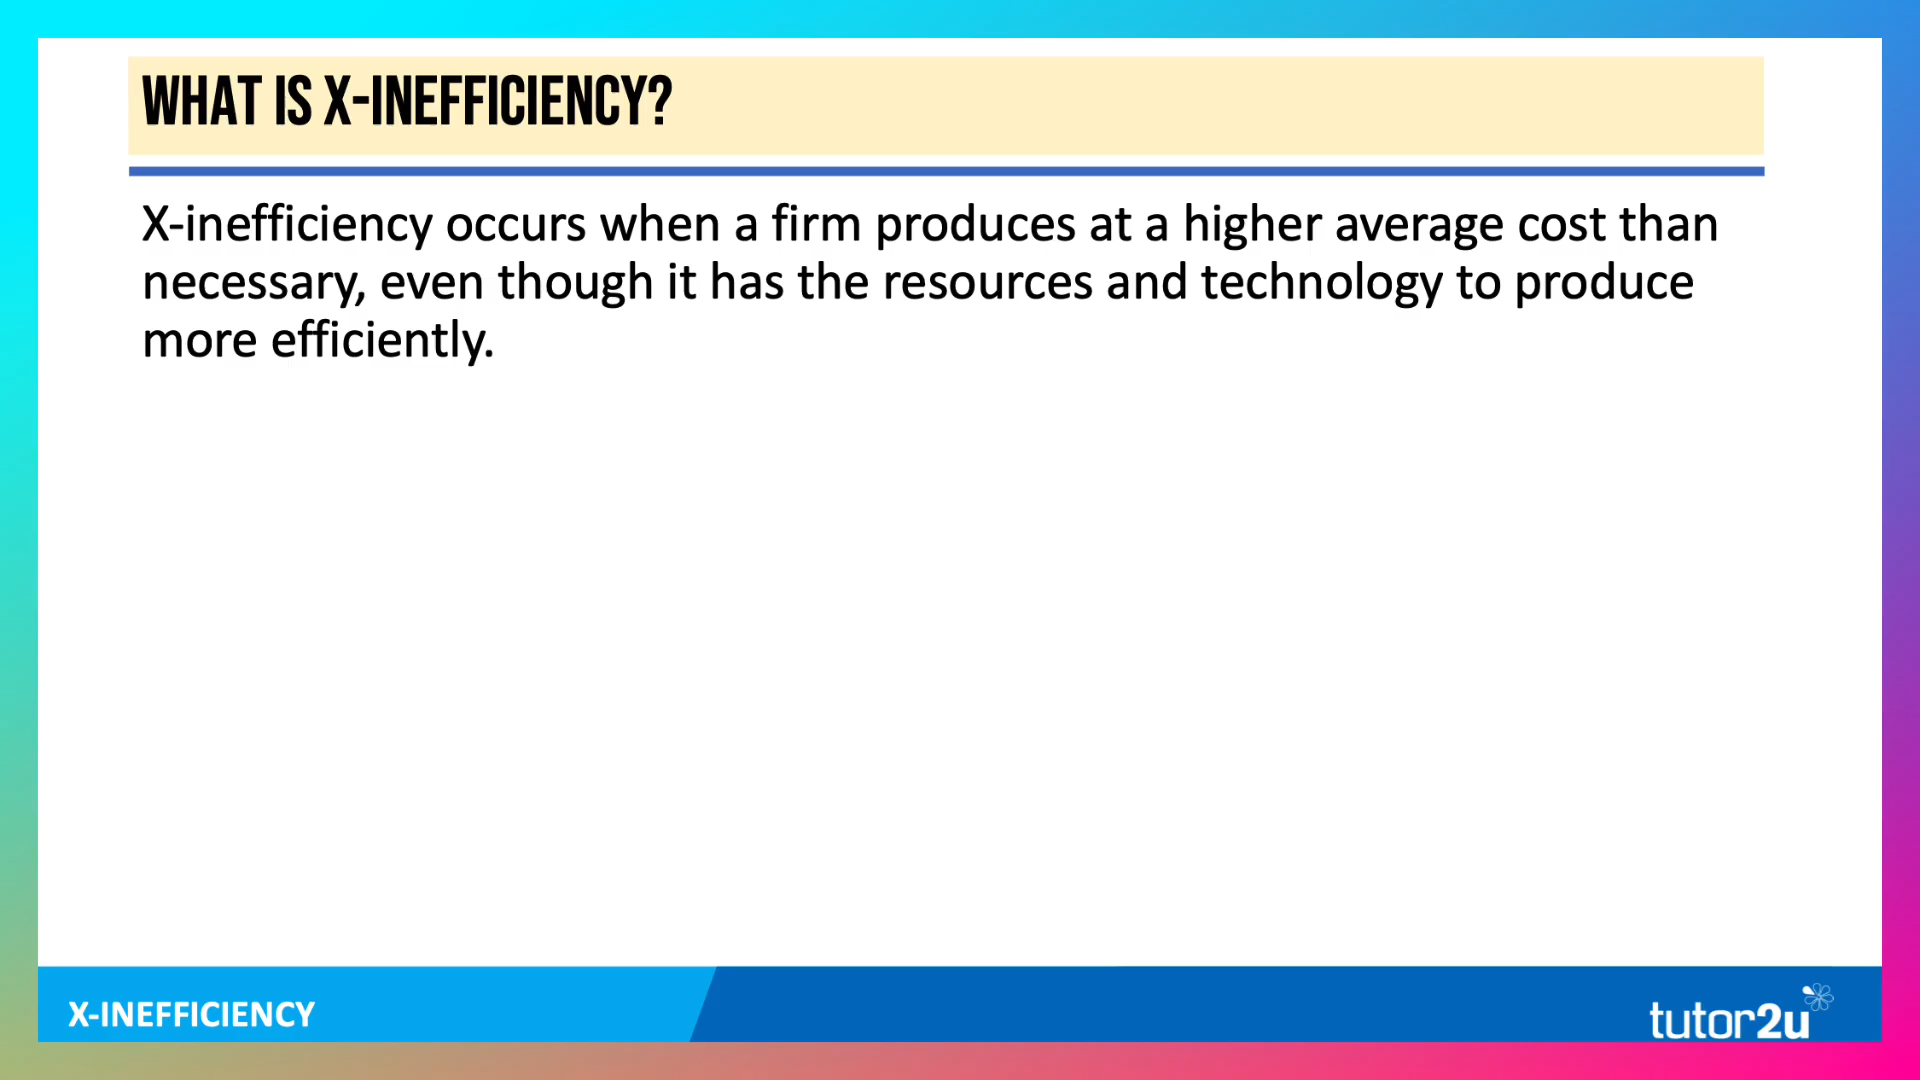 WHAT IS X-INEFFICIENCY?
X-inefficiency occurs when a firm produces at a higher average cost than
necessary, even though it has the resources and technology to produce
more efficiently.
X-INEFFICIENCY
tutor2u